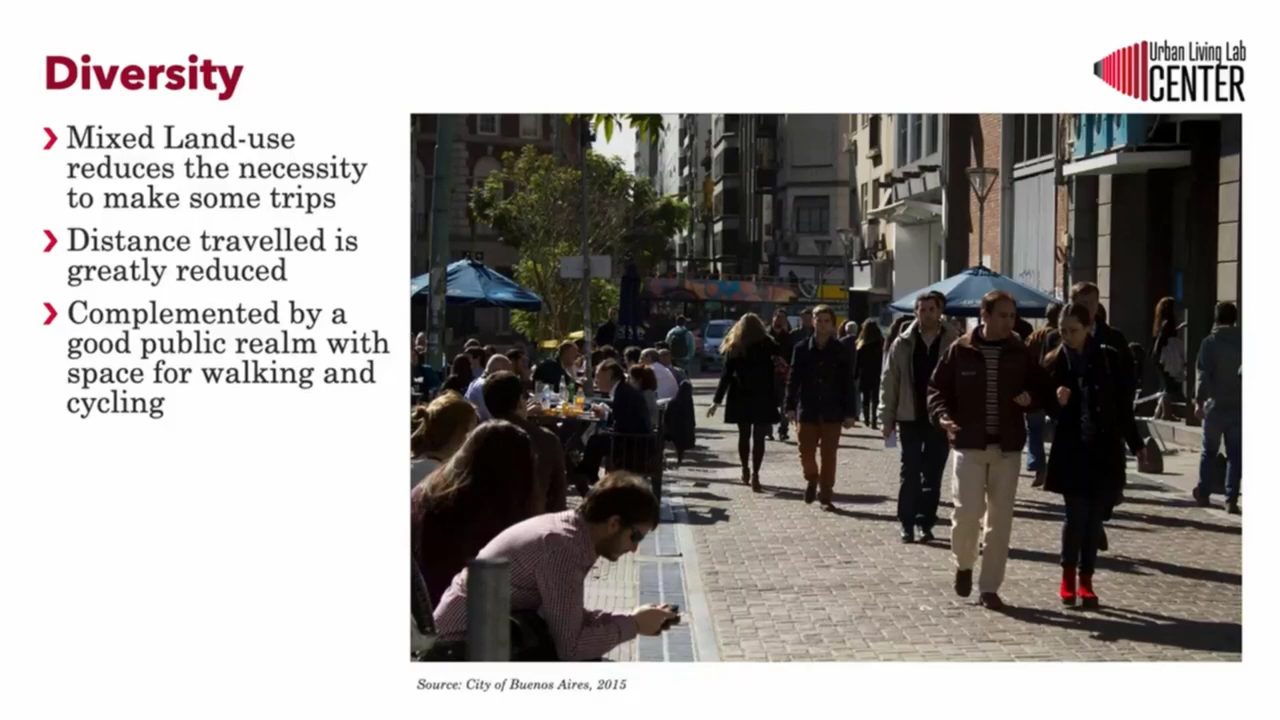 Diversity
Urban Living Lab
CENTER
Mixed Land-use
reduces the necessity
to make some trips
Distance travelled is
greatly reduced
Complemented by a
good public realm with
space for walking and
cycling
Source: City of Buenos Aires, 2015